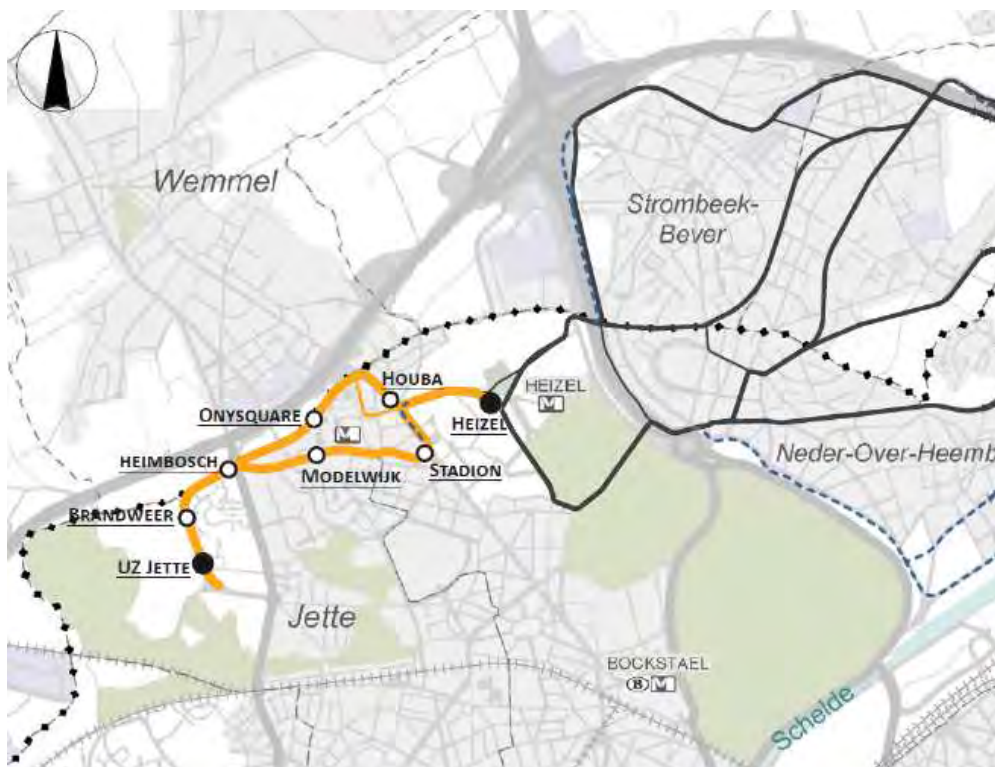 Wemmel
Strombeek-
Bever
HOUBA
HEIZEL
M
ONYSQUARE
HEIZEL
M
HEIMBOSCH
MODELWIJK
STADION
Neder-Over-Heemb
BRANDWEER
UZ JETTE
Jette
BOCKSTAEL
B M
Schelde